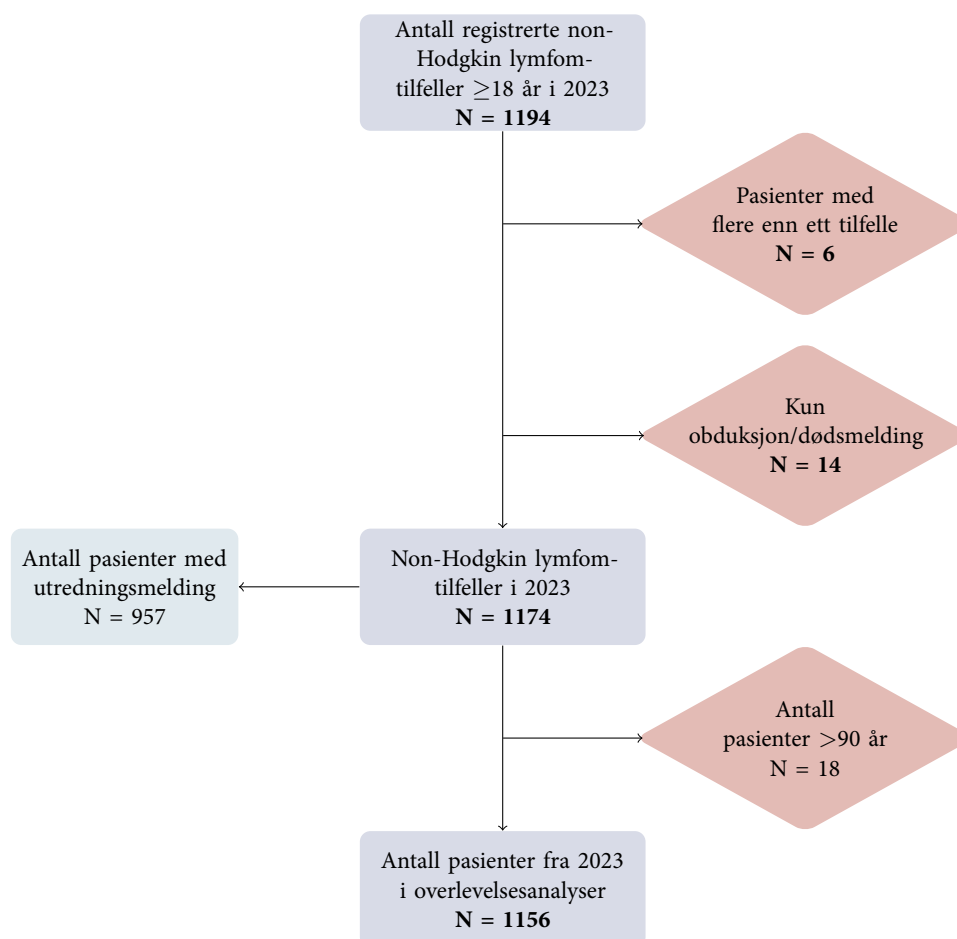 Antall registrerte non-
Hodgkin lymfom-
tilfeller ≥18 år i 2023
N = 1194
Pasienter med
flere enn ett tilfelle
N = 6
Kun
obduksjon/dødsmelding
N = 14
Antall pasienter med
utredningsmelding
N = 957
Non-Hodgkin lymfom-
tilfeller i 2023
N = 1174
Antall
pasienter >90 år
N = 18
Antall pasienter fra 2023
i overlevelsesanalyser
N = 1156